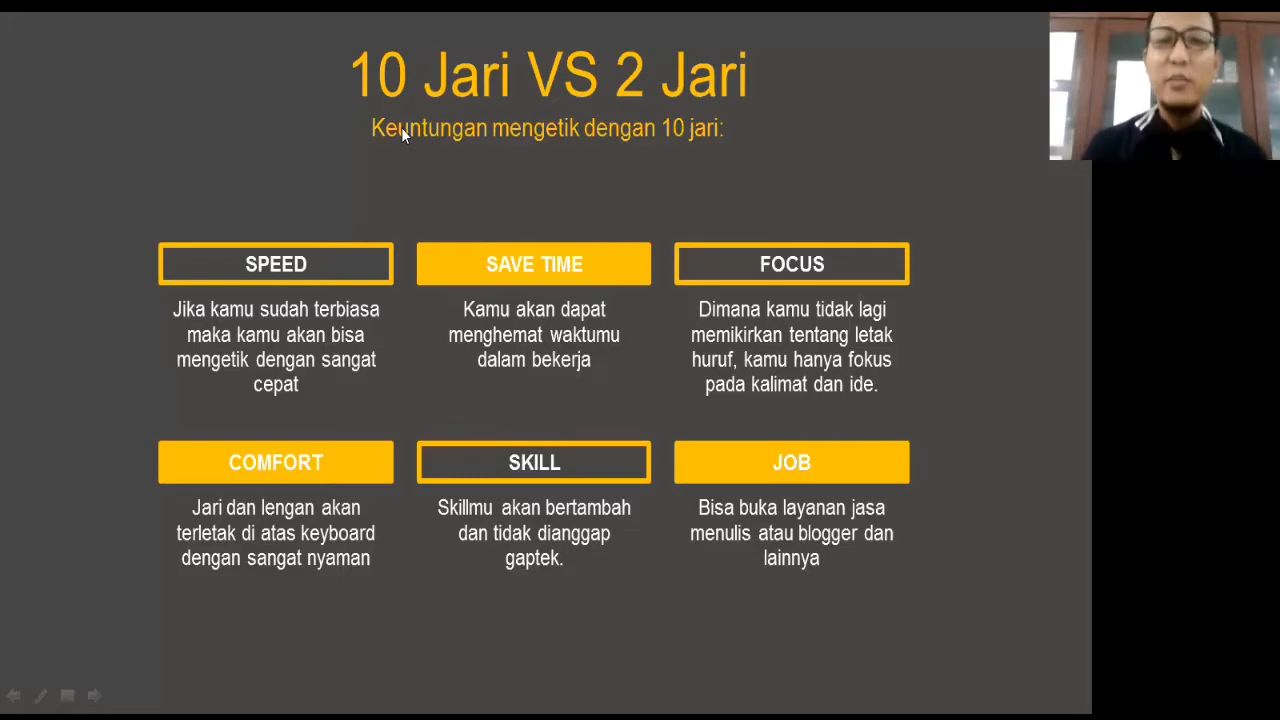 10 Jari VS 2 Jari
Keuntungan mengetik dengan 10 jari:
SPEED
Jika kamu sudah terbiasa
maka kamu akan bisa
mengetik dengan sangat
cepat
SAVE TIME
Kamu akan dapat
menghemat waktumu
dalam bekerja
FOCUS
Dimana kamu tidak lagi
memikirkan tentang letak
huruf, kamu hanya fokus
pada kalimat dan ide.
COMFORT
Jari dan lengan akan
terletak di atas keyboard
dengan sangat nyaman
SKILL
Skillmu akan bertambah
dan tidak dianggap
gaptek.
JOB
Bisa buka layanan jasa
menulis atau blogger dan
lainnya